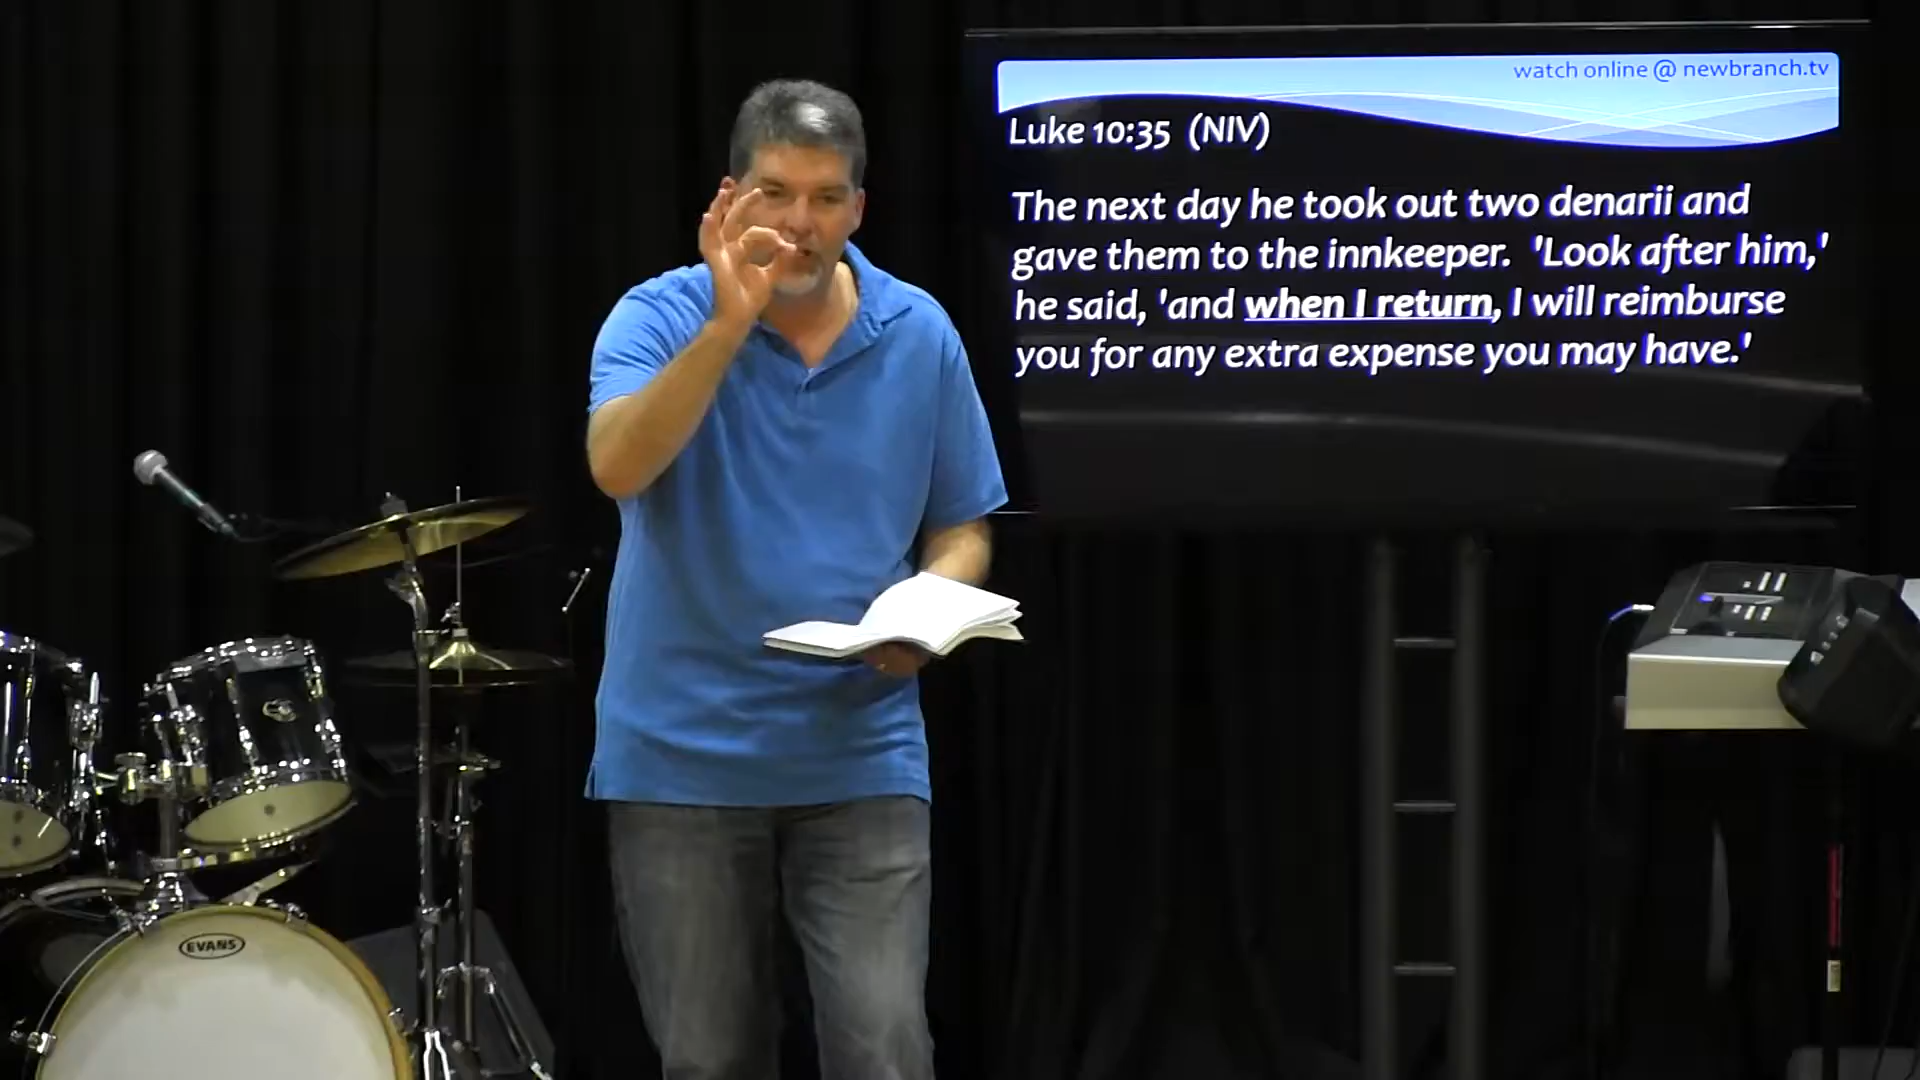 watch online @ newbranch.tv
Luke 10:35 (NIV)
The next day he took out two denarii and
gave them to the innkeeper. 'Look after him,'
he said, 'and when I return, I will reimburse
you for any extra expense you may have.'
EVANS